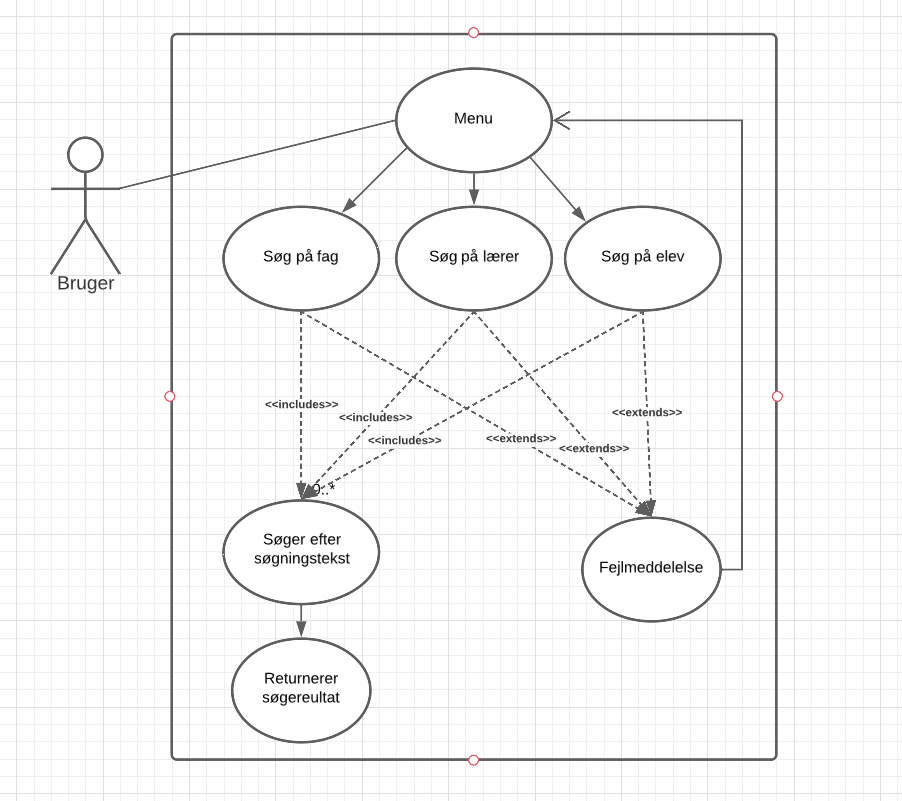 Menu
Bruger
Søg på fag
Søg på lærer
Søg på elev
<<includes>>
<<includes>>
<<includes>>
<<extends>>
<<extends>>
<<extends>>
0..*
Søger efter
søgningstekst
Fejlmeddelelse
Returnerer
søgereultat